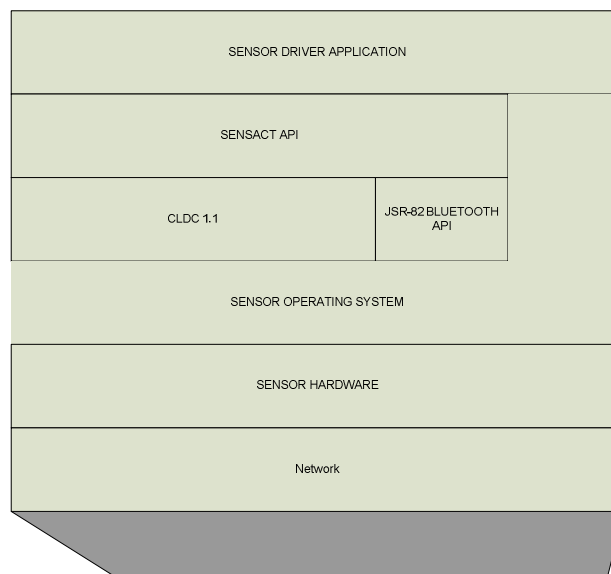 SENSOR DRIVER APPLICATION
SENSACT API
CLDC 1.1
JSR-82 BLUETOOTH
API
SENSOR OPERATING SYSTEM
SENSOR HARDWARE
Network